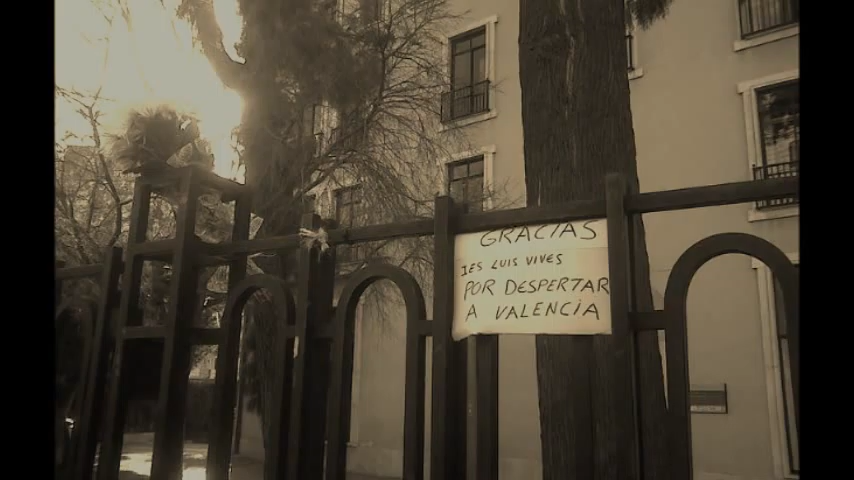 GRACIAS
IES LUIS VIVES
POR DESPERTAR
A VALENCIA